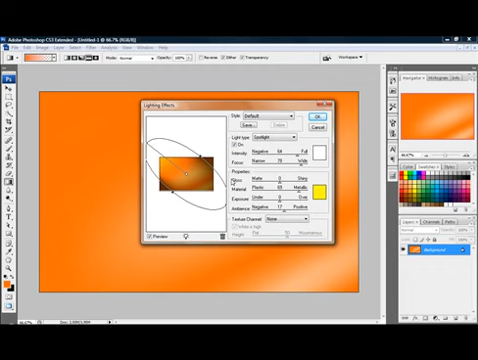 Adobe Photoshop CS3 Extended - [Untitled-1 @ 66.7% (RGB/8)]
File Edit Image Layer Select Filter Analysis View Window Help
Mode: Normal Opacity: 100% Reverse Dither Transparency Workspace
Lighting Effects
Style: Default
OK
Save... Delete
Cancel
Light type: Spotlight
On
Intensity: Negative 64 Full
Focus: Narrow 78 Wide
Properties:
Gloss: Matte 0 Shiny
Material: Plastic 69 Metallic
Exposure: Under 0 Over
Ambience: Negative 17 Positive
Texture Channel: None
White is high
Height: Flat 50 Mountainous
Preview
Navigator Histogram Info
66.7%
Color Swatches Styles
Layers Channels Paths
Normal
Background